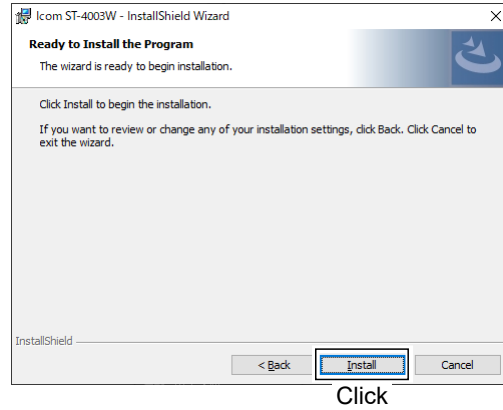 Icom ST-4003W - InstallShield Wizard
Ready to Install the Program
The wizard is ready to begin installation.
Click Install to begin the installation.
If you want to review or change any of your installation settings, click Back. Click Cancel to
exit the wizard.
InstallShield
< Back Install Cancel
Click